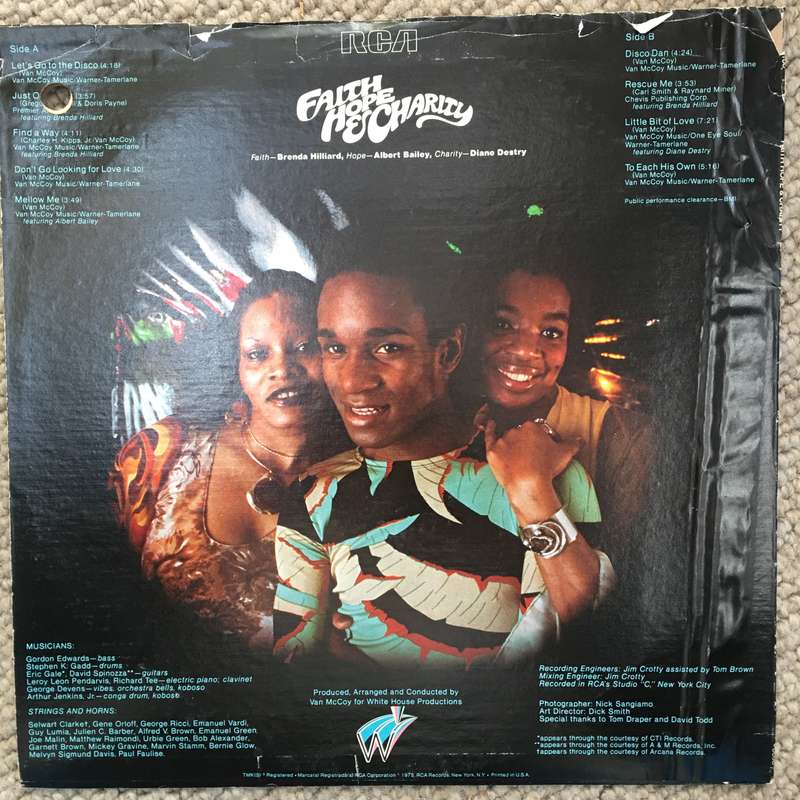 RCA
Side A
Let's Go to the Disco (4:18)
(Van McCoy)
Van McCoy Music/Warner-Tamerlane
Just O (3:57)
& Doris Payne)
Premier
featuring Brenda Hilliard
Find a Way (4:11)
(Charles H. Kipps, Jr./Van McCoy)
Van McCoy Music/Warner-Tamerlane
featuring Brenda Hilliard
Don't Go Looking for Love (4:30)
(Van McCoy)
Van McCoy Music/Warner-Tamerlane
Mellow Me (3:49)
(Van McCoy)
Van McCoy Music/Warner-Tamerlane
featuring Albert Bailey
FAITH
HOPE
& CHARITY
Faith—Brenda Hilliard, Hope—Albert Bailey, Charity—Diane Destry
Side B
Disco Dan (4:24)
(Van McCoy)
Van McCoy Music/Warner-Tamerlane
Rescue Me (3:53)
(Carl Smith & Raynard Miner)
Chevis Publishing Corp.
featuring Brenda Hilliard
Little Bit of Love (7:21)
(Van McCoy)
Van McCoy Music/One Eye Soul/
Warner-Tamerlane
featuring Diane Destry
To Each His Own (5:16)
(Van McCoy)
Van McCoy Music/Warner-Tamerlane
Public performance clearance—BMI
MUSICIANS:
Gordon Edwards—bass
Stephen K. Gadd—drums
Eric Gale*, David Spinozza**—guitars
Leroy Leon Pendarvis, Richard Tee—electric piano; clavinet
George Devens—vibes, orchestra bells, koboso
Arthur Jenkins, Jr.—conga drum, koboso
STRINGS AND HORNS:
Selwart Clarke†, Gene Orloff, George Ricci, Emanuel Vardi,
Guy Lumia, Julien C. Barber, Alfred V. Brown, Emanuel Green,
Joe Malin, Matthew Raimondi, Urbie Green, Bob Alexander,
Garnett Brown, Mickey Gravine, Marvin Stamm, Bernie Glow,
Melvyn Sigmund Davis, Paul Faulise.
Produced, Arranged and Conducted by
Van McCoy for White House Productions
W
Recording Engineers: Jim Crotty assisted by Tom Brown
Mixing Engineer: Jim Crotty
Recorded in RCA's Studio "C," New York City
Photographer: Nick Sangiamo
Art Director: Dick Smith
Special thanks to Tom Draper and David Todd
*appears through the courtesy of CTI Records.
**appears through the courtesy of A & M Records, Inc.
†appears through the courtesy of Arcana Records.
TMK(S) ® Registered • Marca(s) Registrada(s) RCA Corporation ℗ 1975, RCA Records, New York, N.Y. • Printed in U.S.A.